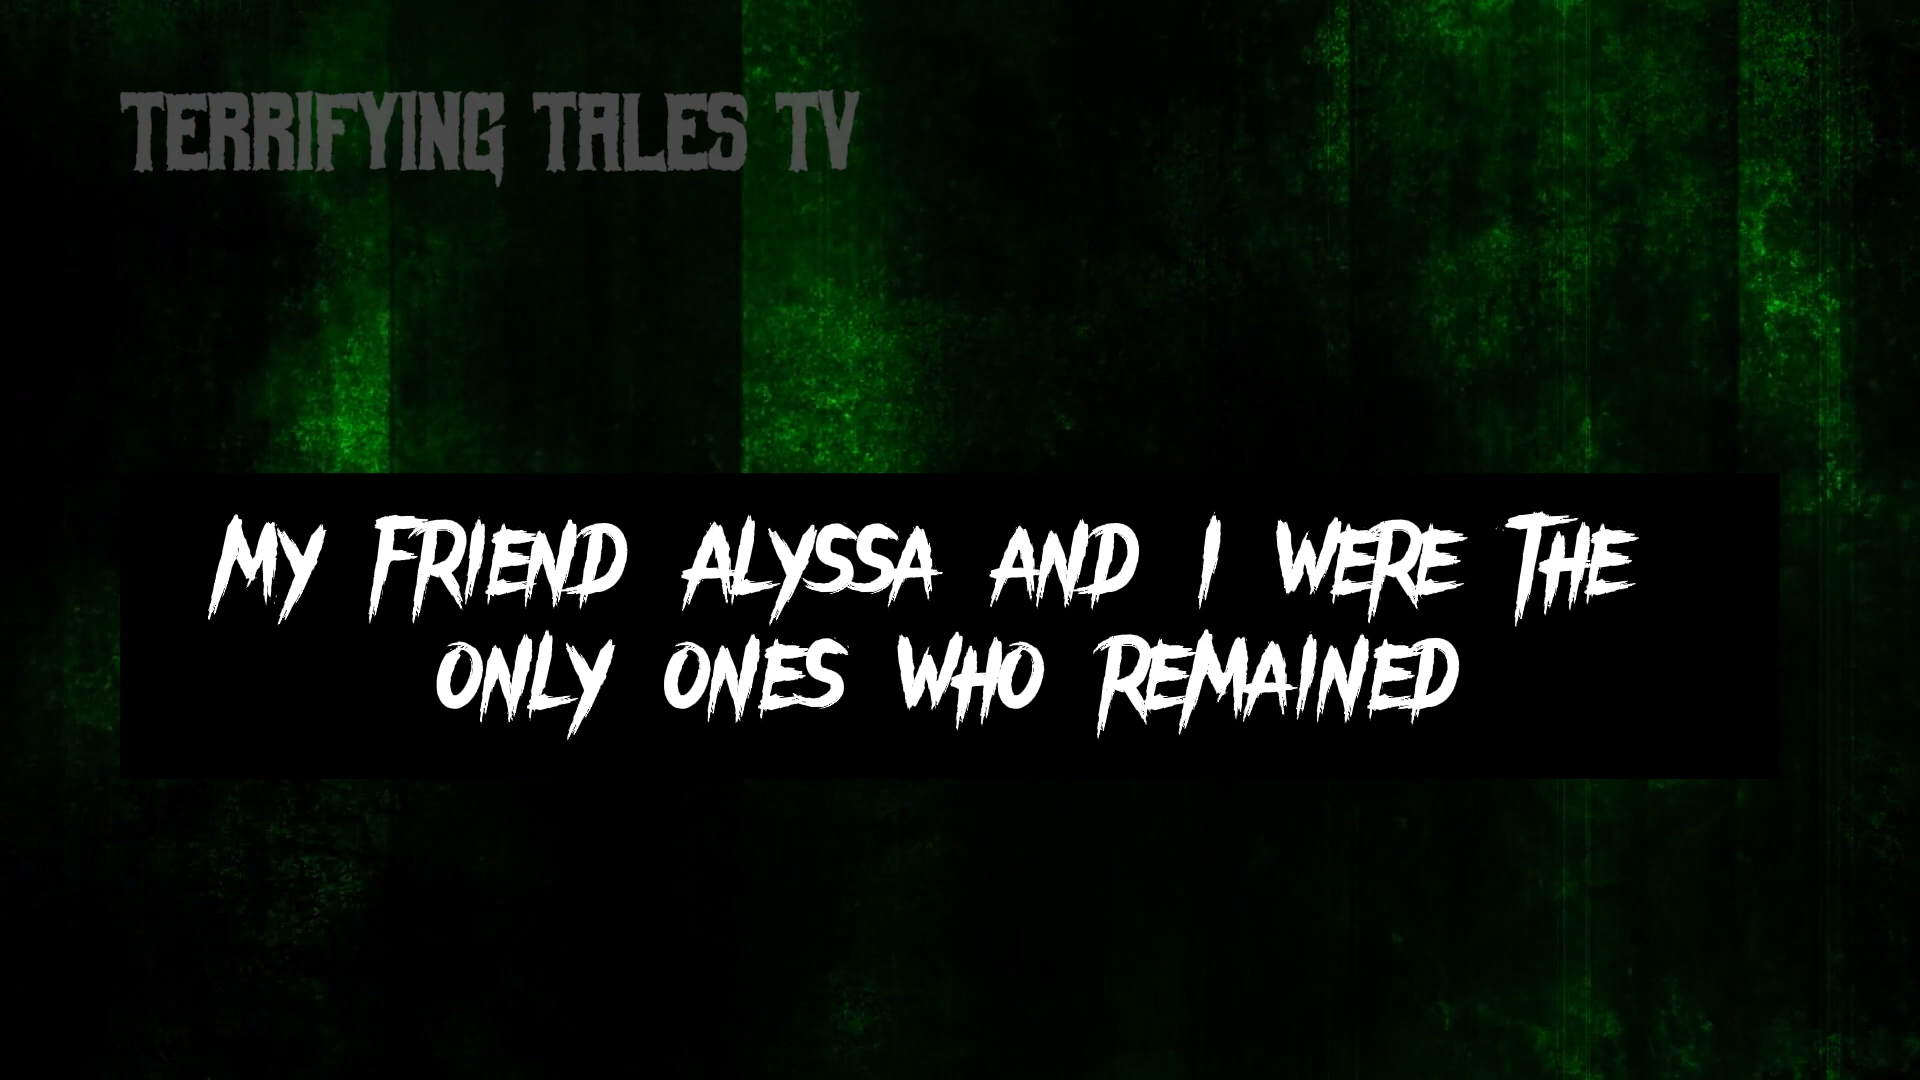 TERRIFYING TALES TV
MY FRIEND ALYSSA AND I WERE THE
ONLY ONES WHO REMAINED